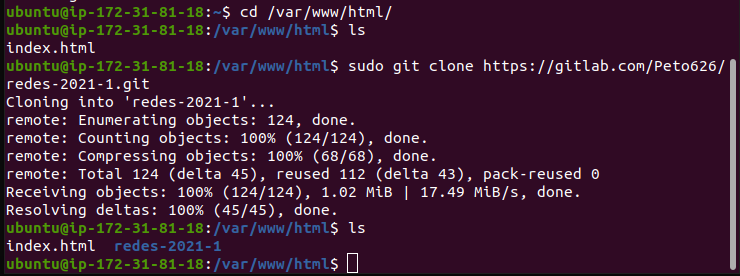 ubuntu@ip-172-31-81-18:~$ cd /var/www/html/
ubuntu@ip-172-31-81-18:/var/www/html$ ls
index.html
ubuntu@ip-172-31-81-18:/var/www/html$ sudo git clone https://gitlab.com/Peto626/
redes-2021-1.git
Cloning into 'redes-2021-1'...
remote: Enumerating objects: 124, done.
remote: Counting objects: 100% (124/124), done.
remote: Compressing objects: 100% (68/68), done.
remote: Total 124 (delta 45), reused 112 (delta 43), pack-reused 0
Receiving objects: 100% (124/124), 1.02 MiB | 17.49 MiB/s, done.
Resolving deltas: 100% (45/45), done.
ubuntu@ip-172-31-81-18:/var/www/html$ ls
index.html  redes-2021-1
ubuntu@ip-172-31-81-18:/var/www/html$